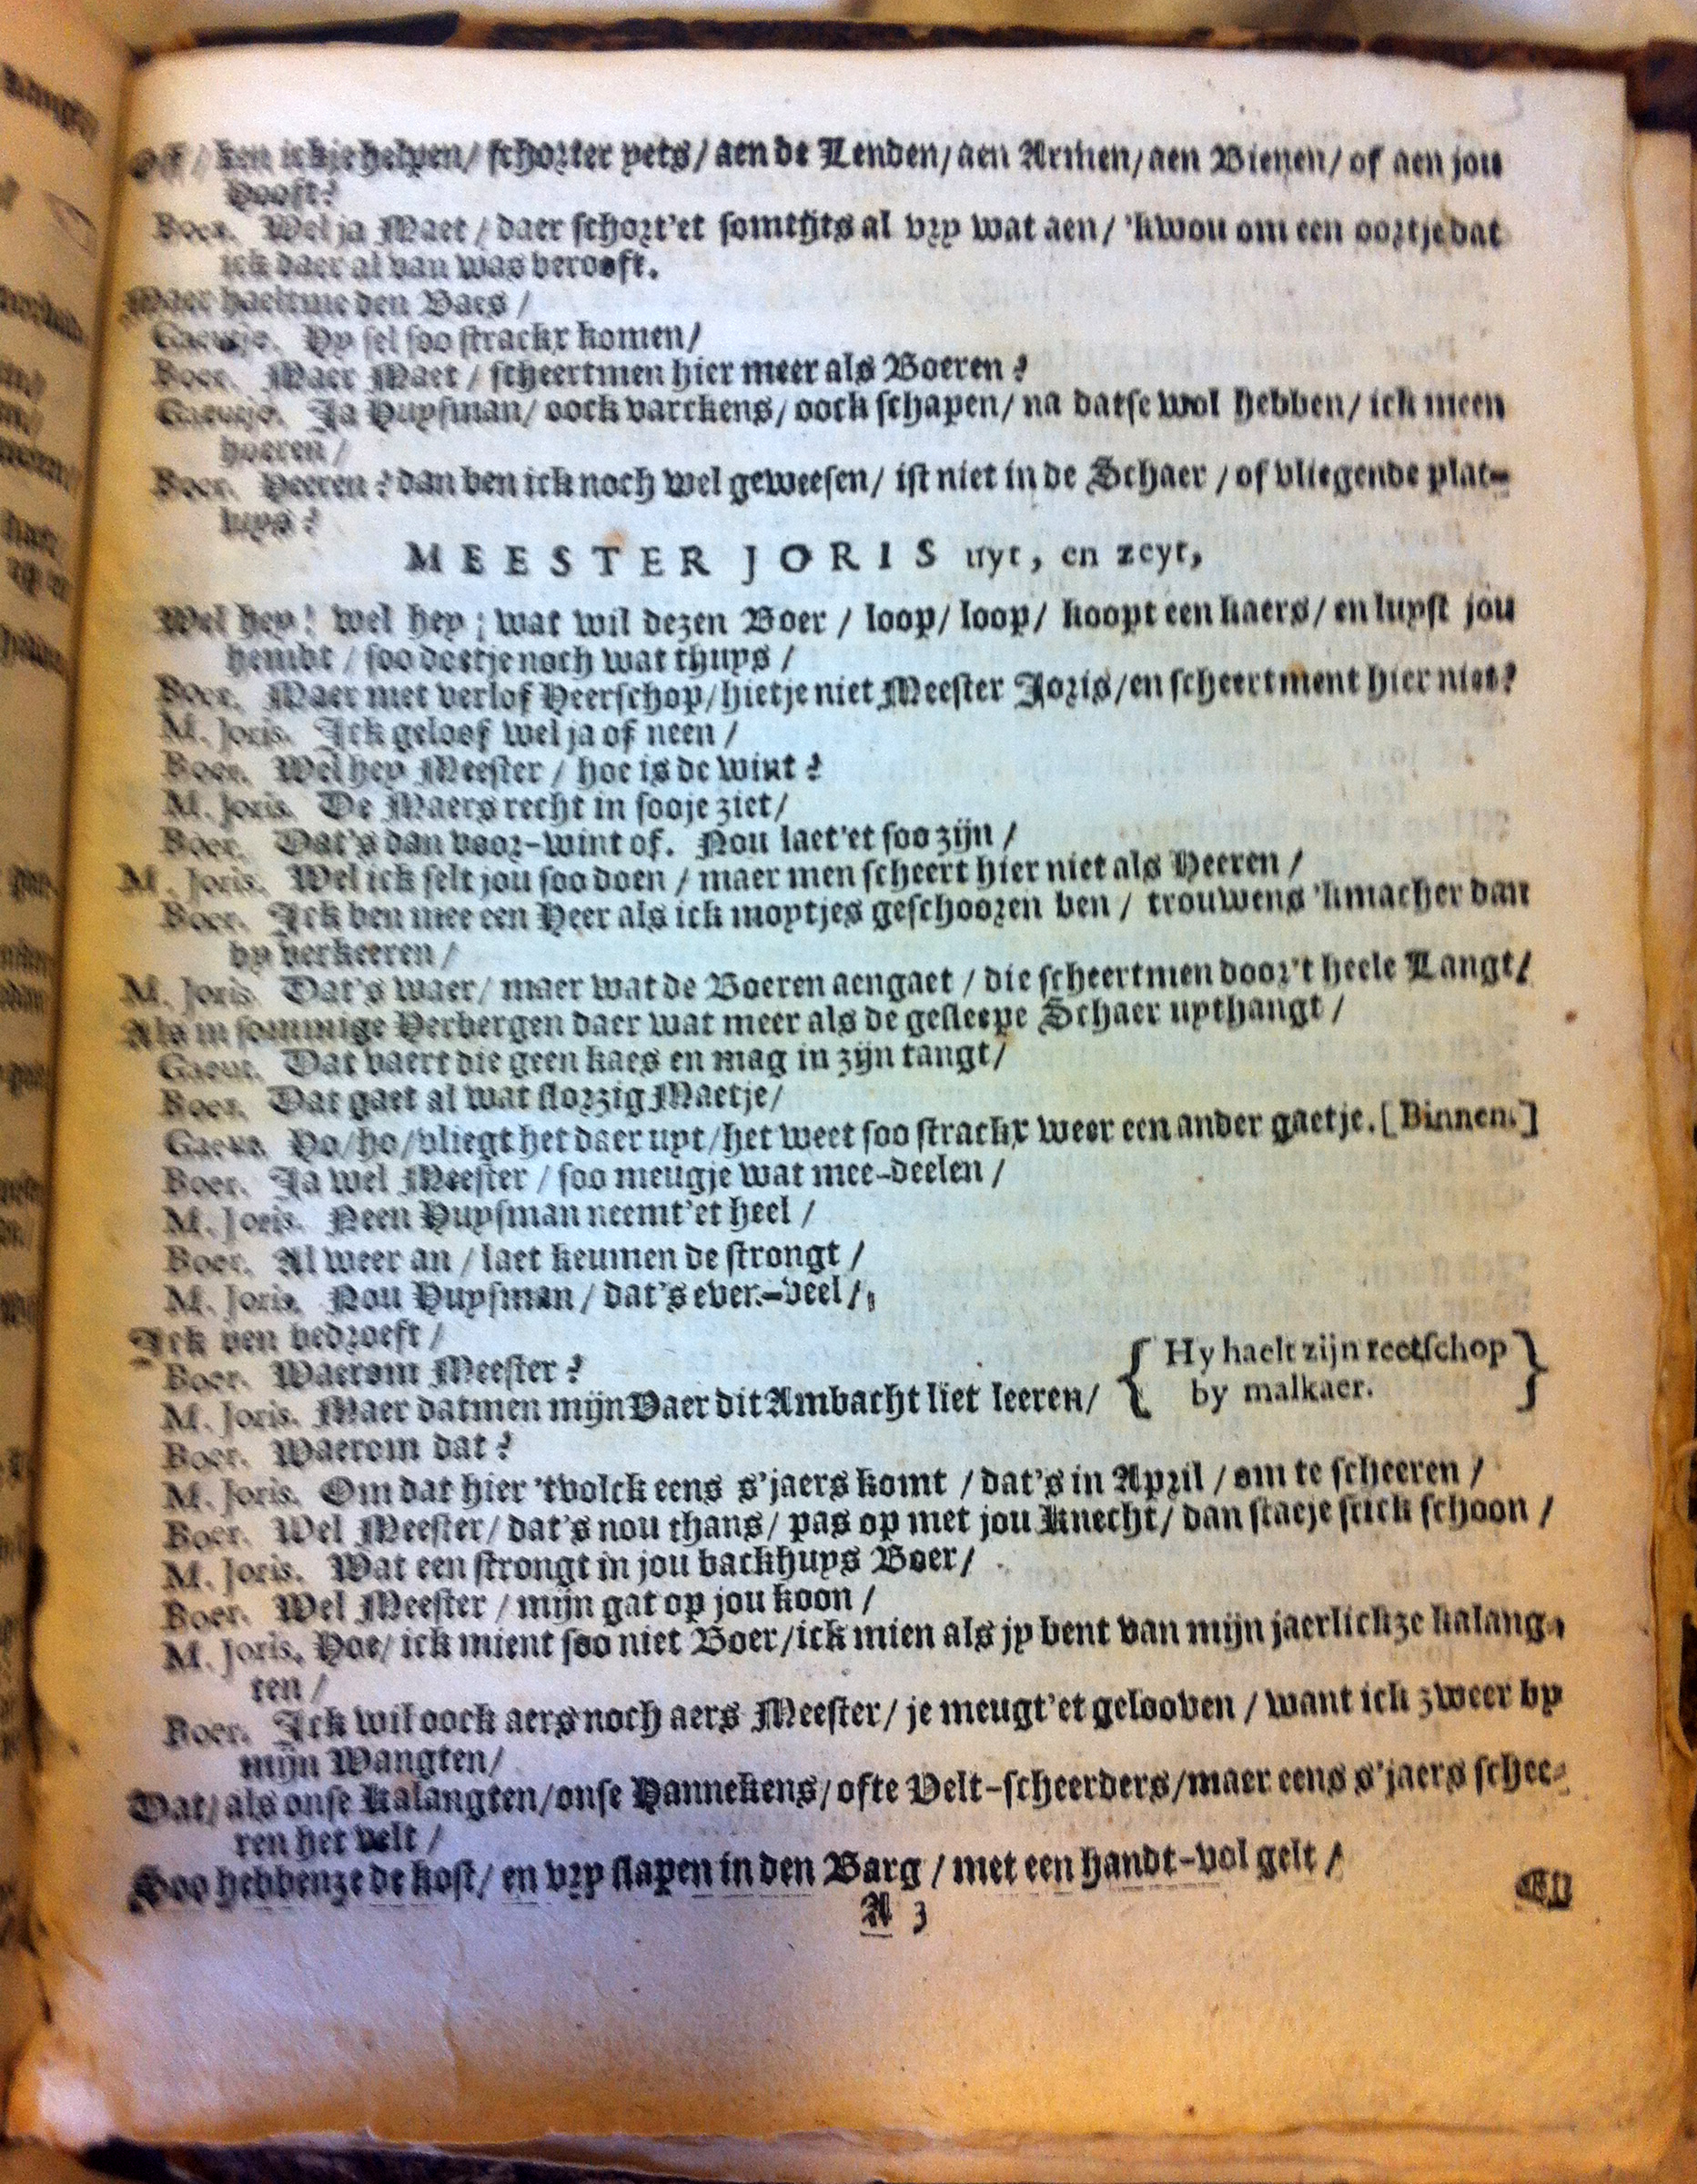 Off / ken ick je helpen / schorter yets / aen de Lenden / aen Armen / aen Bienen / of aen jou
hooft?
Boer. Wel ja Maet / daer schort'et somtijts al vry wat aen / 'kwou om een oortje dat
ick daer al van was berooft.
Maer haelt me den Baes /
Gaeutje. Hy sel soo strackx komen /
Boer. Maer Maet / scheertmen hier meer als Boeren?
Gaeutje. Ja Huysman / oock varckens / oock schapen / na datse wol hebben / ick meen
hoeren /
Boer. Heeren? dan ben ick noch wel geweesen / ist niet in de Schaer / of vliegende plat-
luys?
MEESTER JORIS uyt, en zeyt,
Wel hey! wel hey; wat wil dezen Boer / loop / loop / koopt een kaers / en luyst jou
hembt / soo doetje noch wat thuys /
Boer. Maer met verlof Heerschop / hietje niet Meester Joris / en scheertment hier niet?
M. Joris. Ick geloof wel ja of neen /
Boer. Wel hey Meester / hoe is de wint?
M. Joris. De Maers recht in soo je ziet /
Boer. Dat's dan voor-wint of. Nou laet'et soo zijn /
M. Joris. Wel ick selt jou soo doen / maer men scheert hier niet als Heeren /
Boer. Ick ben mee een Heer als ick moytjes geschooren ben / trouwens 'kmach er dan
by verkeeren /
M. Joris. Dat's waer / maer wat de Boeren aengaet / die scheertmen door't heele Langt /
Als in sommige Herbergen daer wat meer als de gesleepe Schaer uythangt /
Gaeut. Dat vaert die geen kaes en mag in zijn tangt /
Boer. Dat gaet al wat slorzig Maetje /
Gaeut. Ho / ho / vliegt het daer uyt / het weet soo strackx weer een ander gaetje. [Binnen.]
Boer. Ja wel Meester / soo meugje wat mee-deelen /
M. Joris. Neen Huysman neemt'et heel /
Boer. Al weer an / laet keumen de strongt /
M. Joris. Nou Huysman / dat's ever-veel /,
Ick ben bedroeft /
Boer. Waerom Meester?
M. Joris. Maer datmen mijn Vaer dit Ambacht liet leeren / { Hy haelt zijn reetschop
by malkaer. }
Boer. Waerom dat?
M. Joris. Om dat hier 'tvolck eens s'jaers komt / dat's in April / om te scheeren /
Boer. Wel Meester / dat's nou thans / pas op met jou Knecht / dan staeje stick schoon /
M. Joris. Wat een strongt in jou backhuys Boer /
Boer. Wel Meester / mijn gat op jou koon /
M. Joris. Hoe / ick mient soo niet Boer / ick mien als jy bent van mijn jaerlickze kalang-
ten /
Boer. Ick wil oock aers noch aers Meester / je meugt'et gelooven / want ick zweer by
mijn Wangten /
Dat / als onse Kalangten / onse Hannekens / ofte Velt-scheerders / maer eens s'jaers schee-
ren het velt /
Soo hebbenze de kost / en vry slapen in den Barg / met een handt-vol gelt /
A 3
En